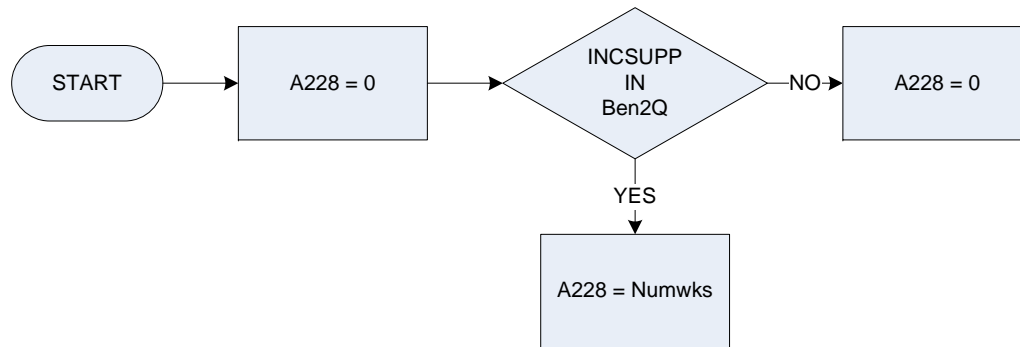 START
A228 = 0
INCSUPP
IN
Ben2Q
NO
A228 = 0
YES
A228 = Numwks